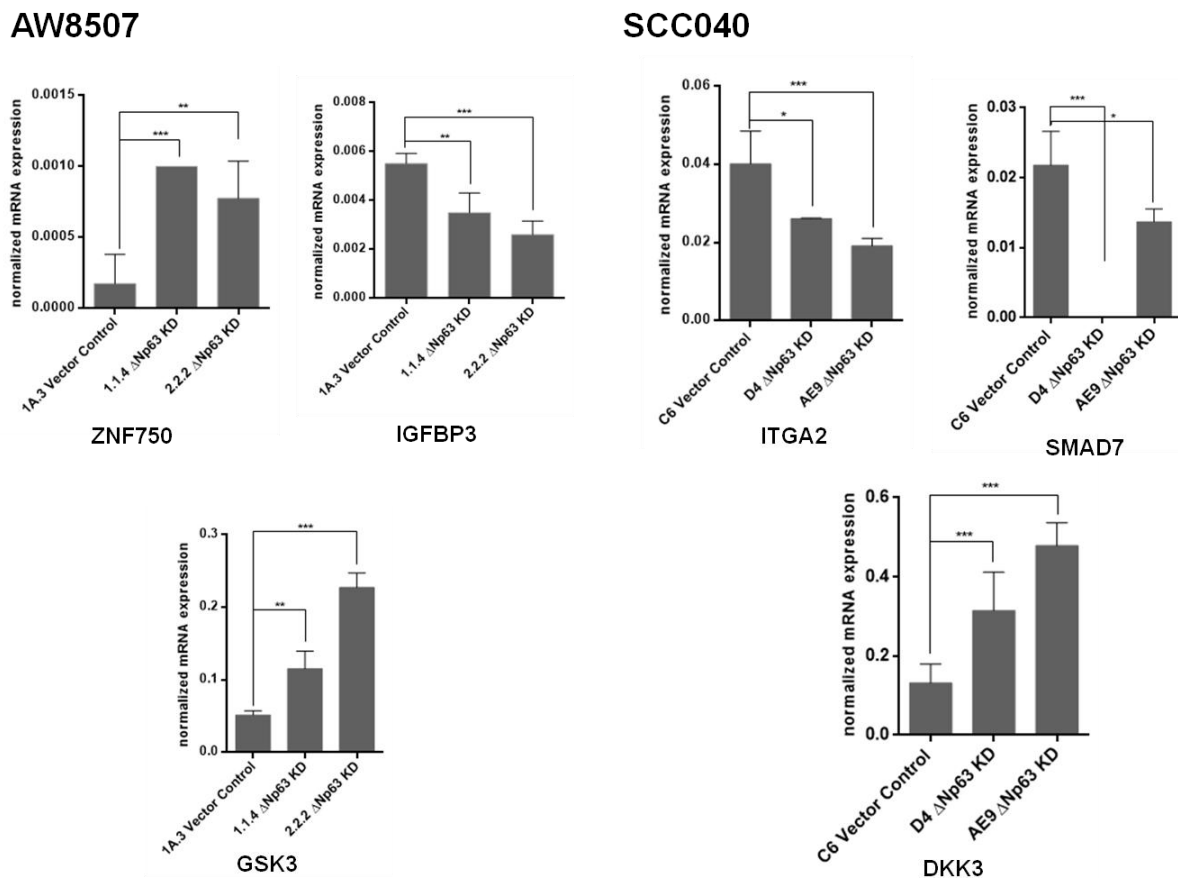 AW8507
SCC040
normalized mRNA expression
0.0015
0.0010
0.0005
0.0000
**
***
1A.3 Vector Control
1.1.4 ΔNp63 KD
2.2.2 ΔNp63 KD
ZNF750
normalized mRNA expression
0.008
0.006
0.004
0.002
0.000
***
**
1A.3 Vector Control
1.1.4 ΔNp63 KD
2.2.2 ΔNp63 KD
IGFBP3
normalized mRNA expression
0.06
0.04
0.02
0.00
***
*
C6 Vector Control
D4 ΔNp63 KD
AE9 ΔNp63 KD
ITGA2
normalized mRNA expression
0.03
0.02
0.01
0.00
***
*
C6 Vector Control
D4 ΔNp63 KD
AE9 ΔNp63 KD
SMAD7
normalized mRNA expression
0.3
0.2
0.1
0.0
***
**
1A.3 Vector Control
1.1.4 ΔNp63 KD
2.2.2 ΔNp63 KD
GSK3
normalized mRNA expression
0.6
0.4
0.2
0.0
***
***
C6 Vector Control
D4 ΔNp63 KD
AE9 ΔNp63 KD
DKK3